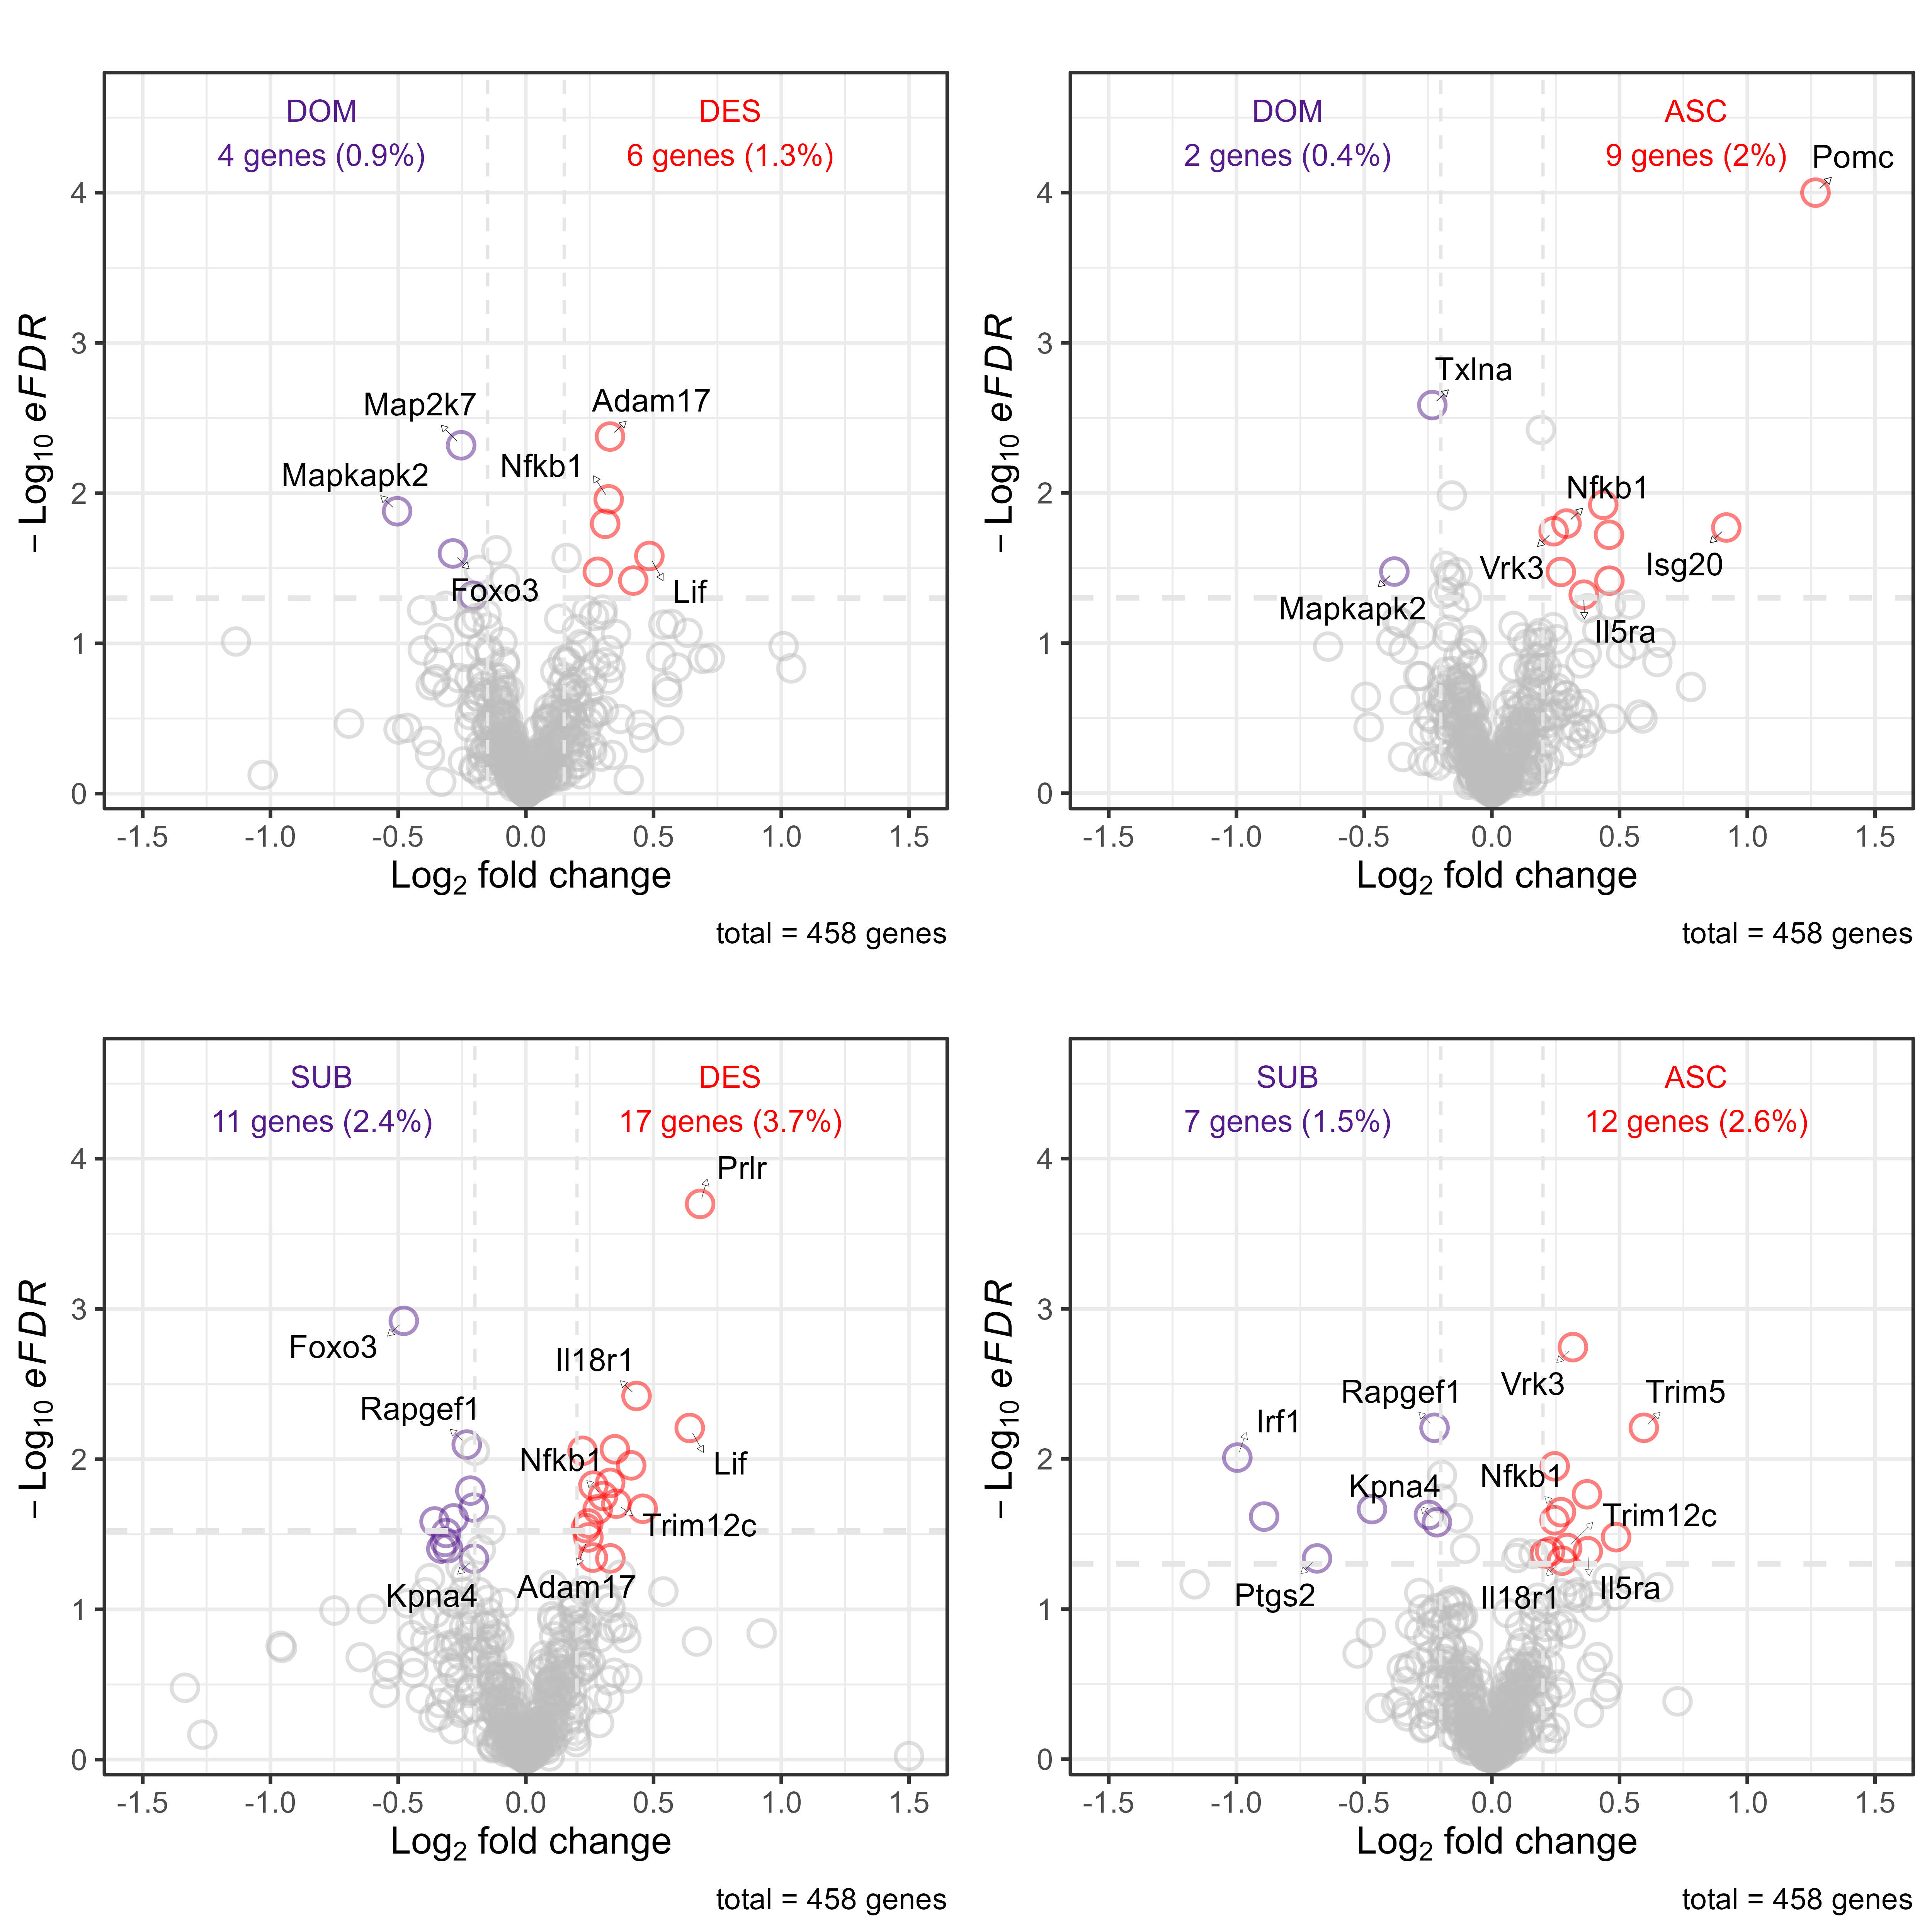 DOM DES
4 genes (0.9%) 6 genes (1.3%)
4
3
2
1
0
− Log10 eFDR
Map2k7
Adam17
Nfkb1
Mapkapk2
Foxo3
Lif
-1.5 -1.0 -0.5 0.0 0.5 1.0 1.5
Log2 fold change
total = 458 genes
DOM ASC
2 genes (0.4%) 9 genes (2%)
Pomc
4
3
2
1
0
− Log10 eFDR
Txlna
Nfkb1
Vrk3
Isg20
Mapkapk2
Il5ra
-1.5 -1.0 -0.5 0.0 0.5 1.0 1.5
Log2 fold change
total = 458 genes
SUB DES
11 genes (2.4%) 17 genes (3.7%)
4
3
2
1
0
− Log10 eFDR
Prlr
Foxo3
Il18r1
Rapgef1
Nfkb1
Lif
Trim12c
Kpna4
Adam17
-1.5 -1.0 -0.5 0.0 0.5 1.0 1.5
Log2 fold change
total = 458 genes
SUB ASC
7 genes (1.5%) 12 genes (2.6%)
4
3
2
1
0
− Log10 eFDR
Vrk3
Rapgef1
Trim5
Irf1
Nfkb1
Kpna4
Trim12c
Ptgs2
Il18r1
Il5ra
-1.5 -1.0 -0.5 0.0 0.5 1.0 1.5
Log2 fold change
total = 458 genes